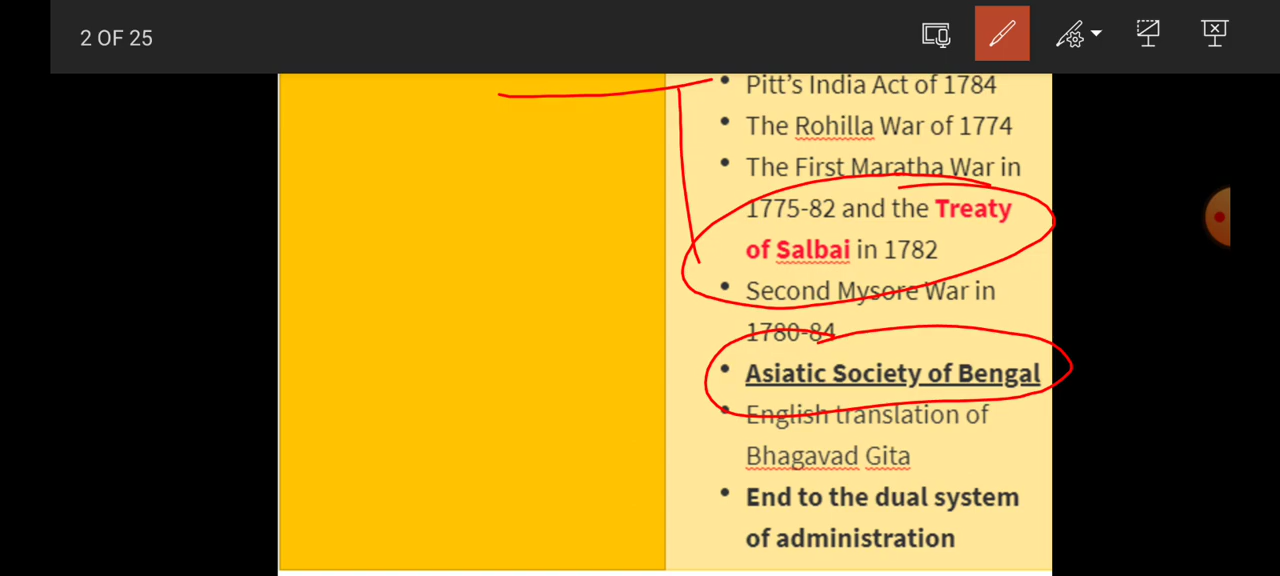 2 OF 25
• Pitt’s India Act of 1784
• The Rohilla War of 1774
• The First Maratha War in
1775-82 and the Treaty
of Salbai in 1782
• Second Mysore War in
1780-84
• Asiatic Society of Bengal
• English translation of
Bhagavad Gita
• End to the dual system
of administration